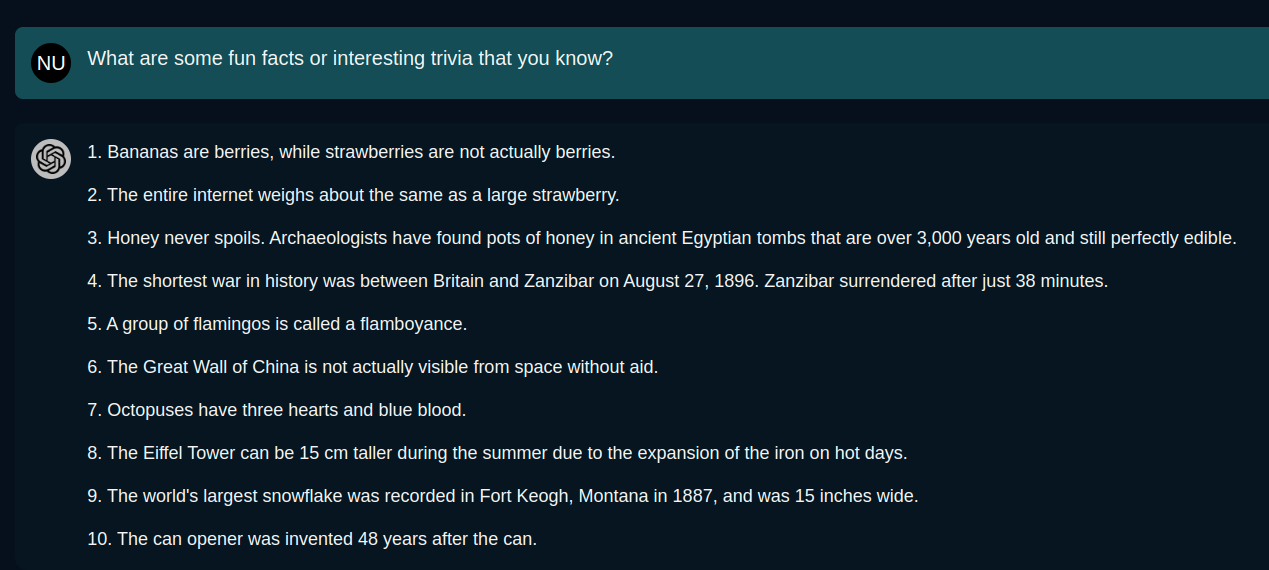 NU
What are some fun facts or interesting trivia that you know?
1. Bananas are berries, while strawberries are not actually berries.
2. The entire internet weighs about the same as a large strawberry.
3. Honey never spoils. Archaeologists have found pots of honey in ancient Egyptian tombs that are over 3,000 years old and still perfectly edible.
4. The shortest war in history was between Britain and Zanzibar on August 27, 1896. Zanzibar surrendered after just 38 minutes.
5. A group of flamingos is called a flamboyance.
6. The Great Wall of China is not actually visible from space without aid.
7. Octopuses have three hearts and blue blood.
8. The Eiffel Tower can be 15 cm taller during the summer due to the expansion of the iron on hot days.
9. The world's largest snowflake was recorded in Fort Keogh, Montana in 1887, and was 15 inches wide.
10. The can opener was invented 48 years after the can.